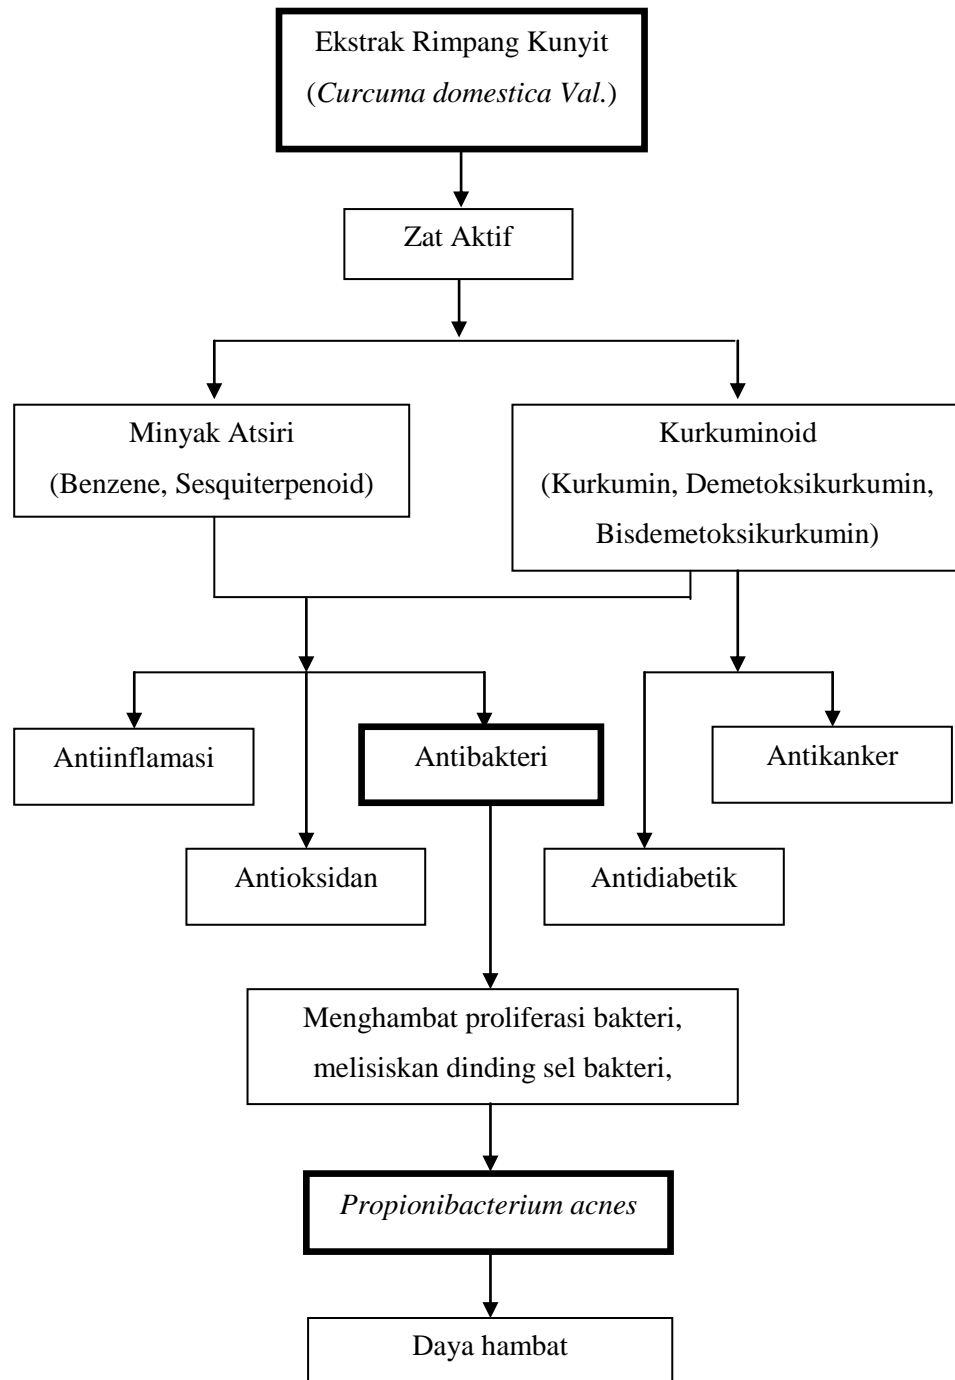 Ekstrak Rimpang Kunyit
(Curcuma domestica Val.)
Zat Aktif
Minyak Atsiri
(Benzene, Sesquiterpenoid)
Kurkuminoid
(Kurkumin, Demetoksikurkumin,
Bisdemetoksikurkumin)
Antiinflamasi
Antibakteri
Antikanker
Antioksidan
Antidiabetik
Menghambat proliferasi bakteri,
melisiskan dinding sel bakteri,
Propionibacterium acnes
Daya hambat